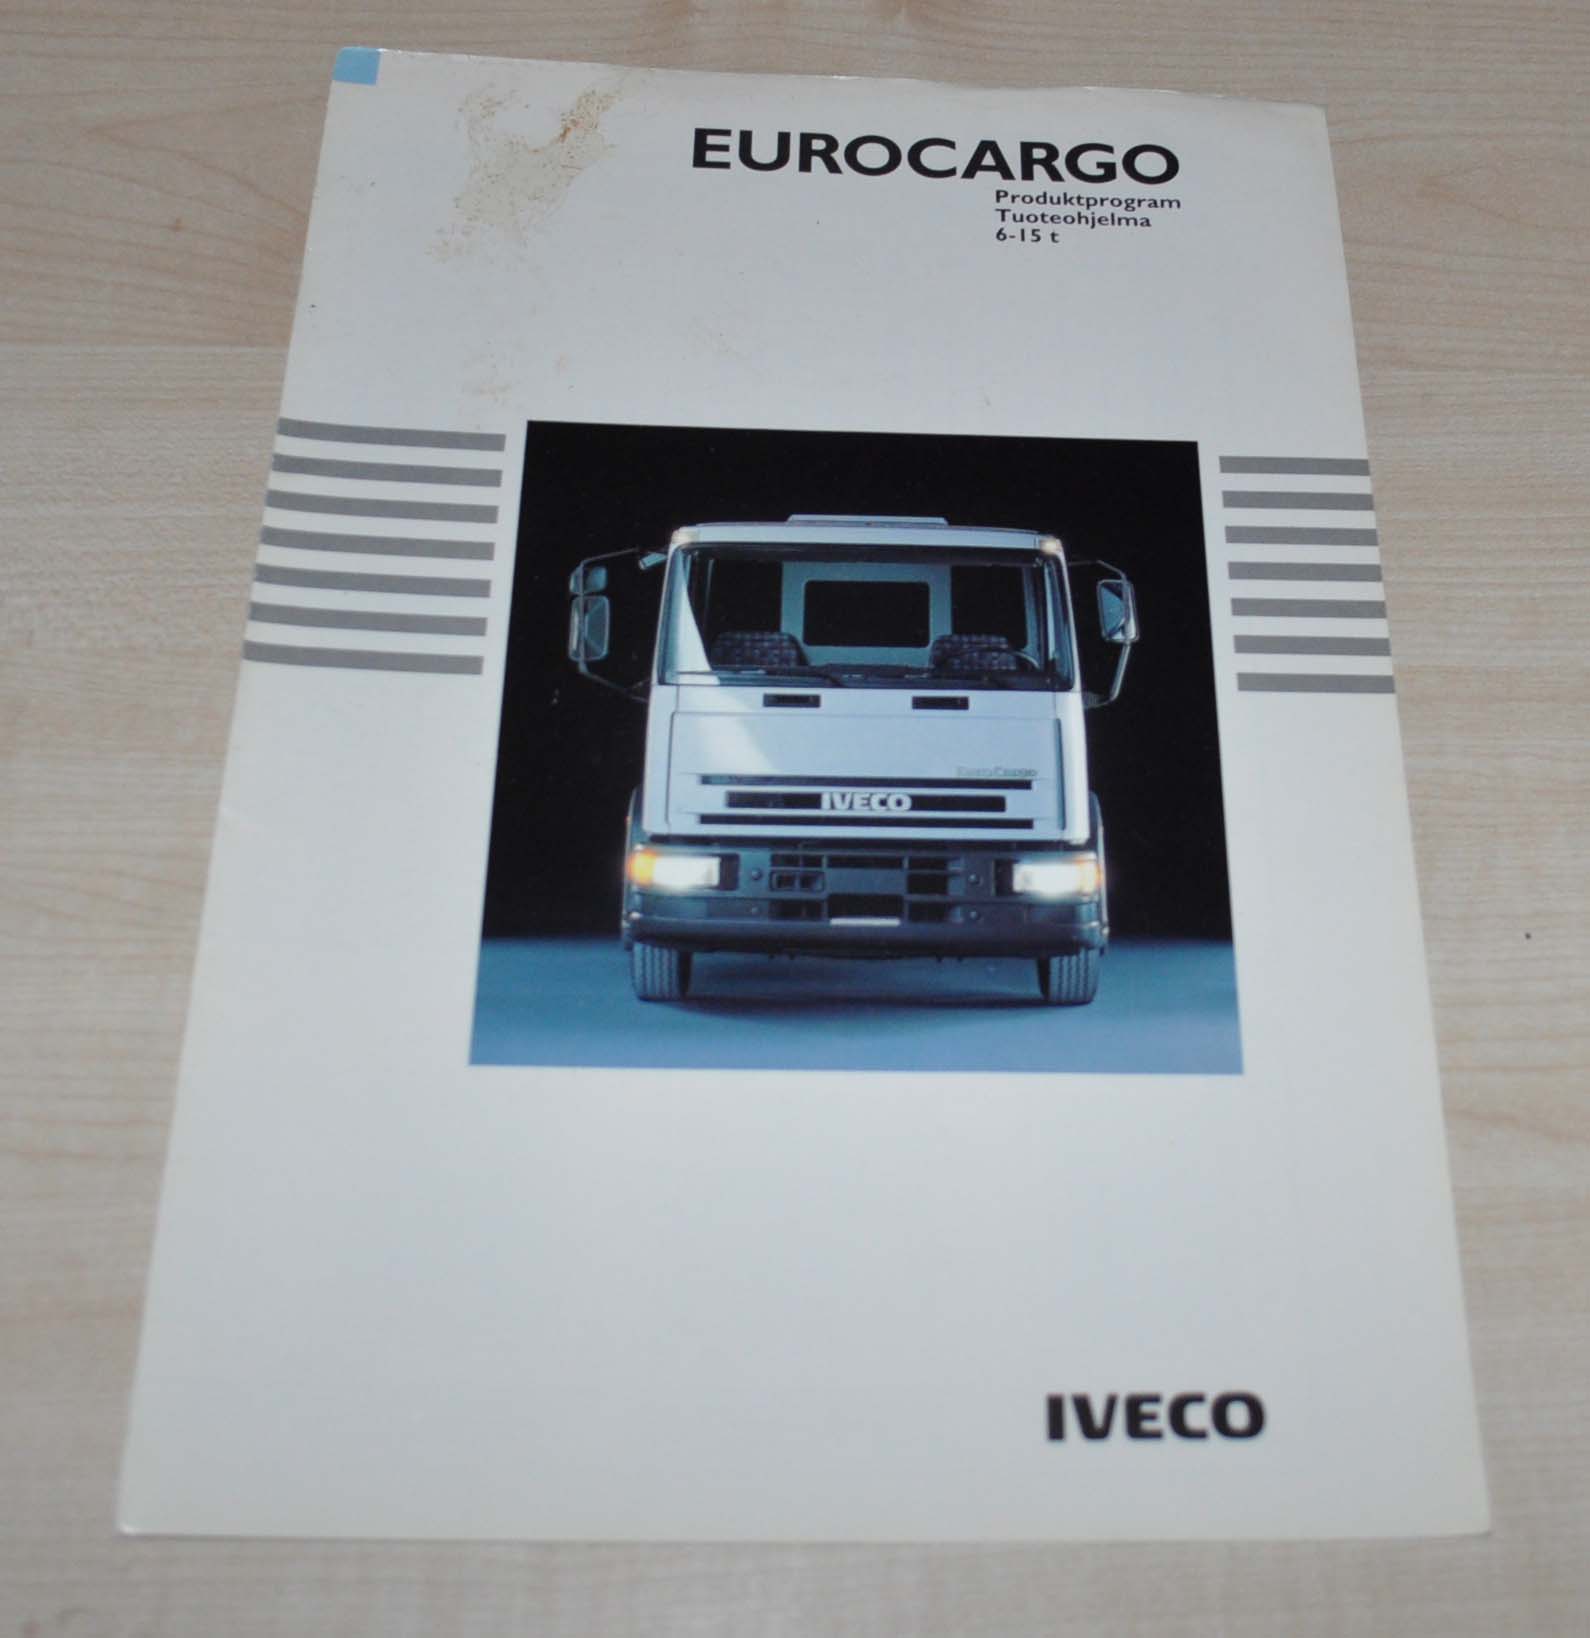 EUROCARGO
Produktprogram
Tuoteohjelma
6-15 t
EuroCargo
IVECO
IVECO